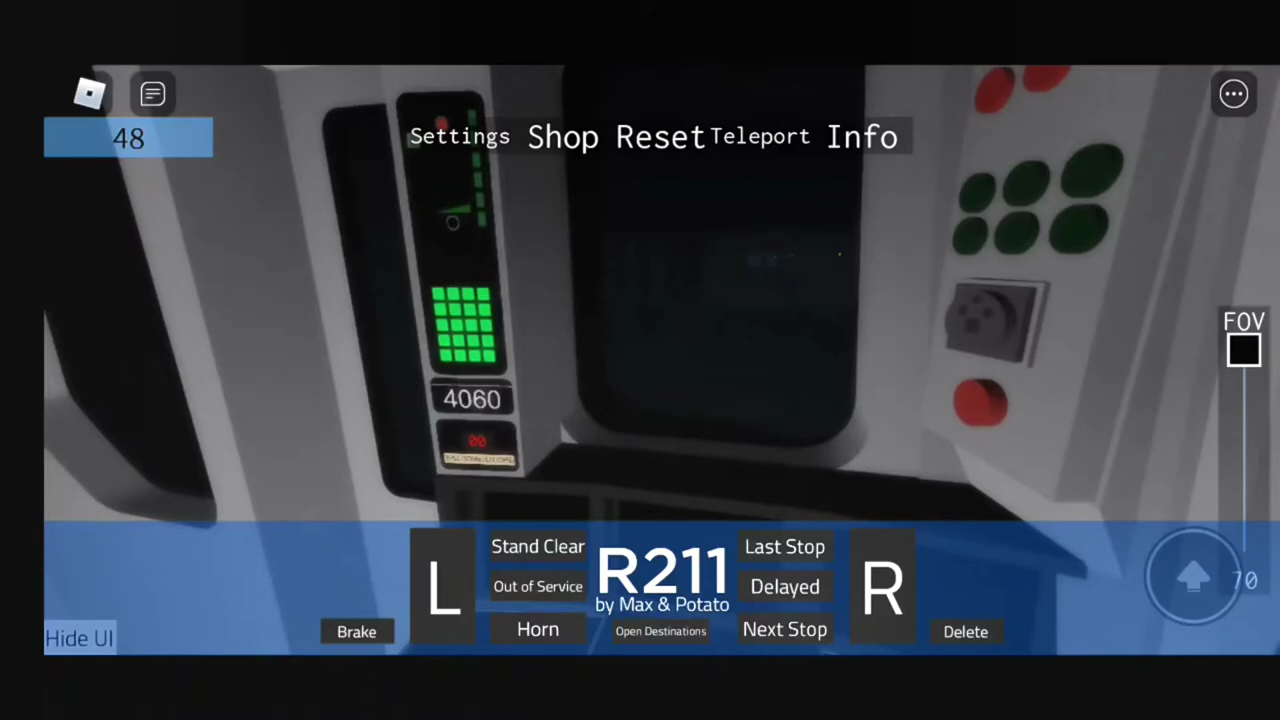 48
Settings Shop Reset Teleport Info
FOV
4060
00
70
L
Stand Clear
Out of Service
Horn
R211
by Max & Potato
Open Destinations
Last Stop
Delayed
Next Stop
R
Brake
Delete
Hide UI